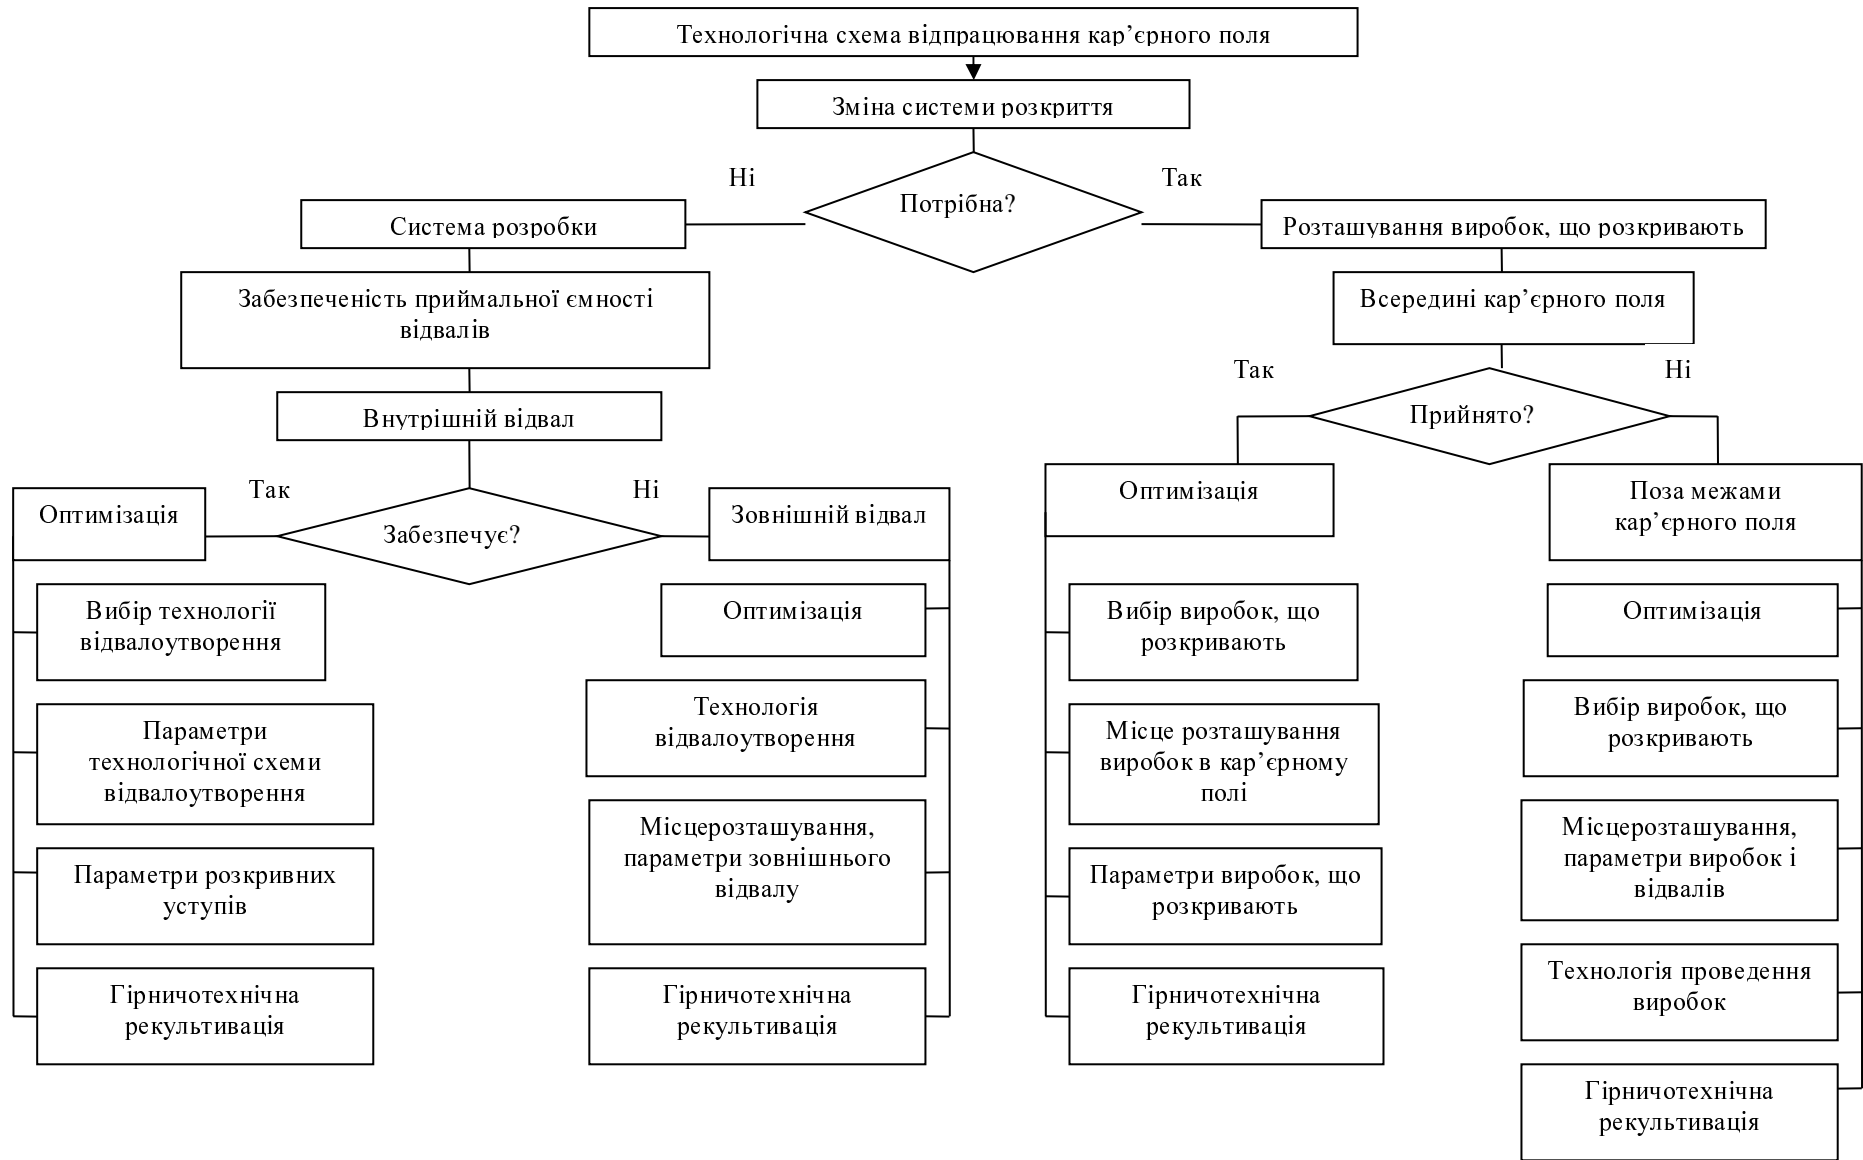 Технологічна схема відпрацювання кар’єрного поля
Зміна системи розкриття
Ні
Так
Потрібна?
Система розробки
Розташування виробок, що розкривають
Забезпеченість приймальної ємності
відвалів
Всередині кар’єрного поля
Внутрішній відвал
Так
Ні
Прийнято?
Оптимізація
Так
Забезпечує?
Ні
Зовнішній відвал
Оптимізація
Поза межами
кар’єрного поля
Вибір технології
відвалоутворення
Параметри
технологічної схеми
відвалоутворення
Параметри розкривних
уступів
Гірничотехнічна
рекультивація
Оптимізація
Технологія
відвалоутворення
Місцерозташування,
параметри зовнішнього
відвалу
Гірничотехнічна
рекультивація
Вибір виробок, що
розкривають
Місце розташування
виробок в кар’єрному
полі
Параметри виробок, що
розкривають
Гірничотехнічна
рекультивація
Оптимізація
Вибір виробок, що
розкривають
Місцерозташування,
параметри виробок і
відвалів
Технологія проведення
виробок
Гірничотехнічна
рекультивація